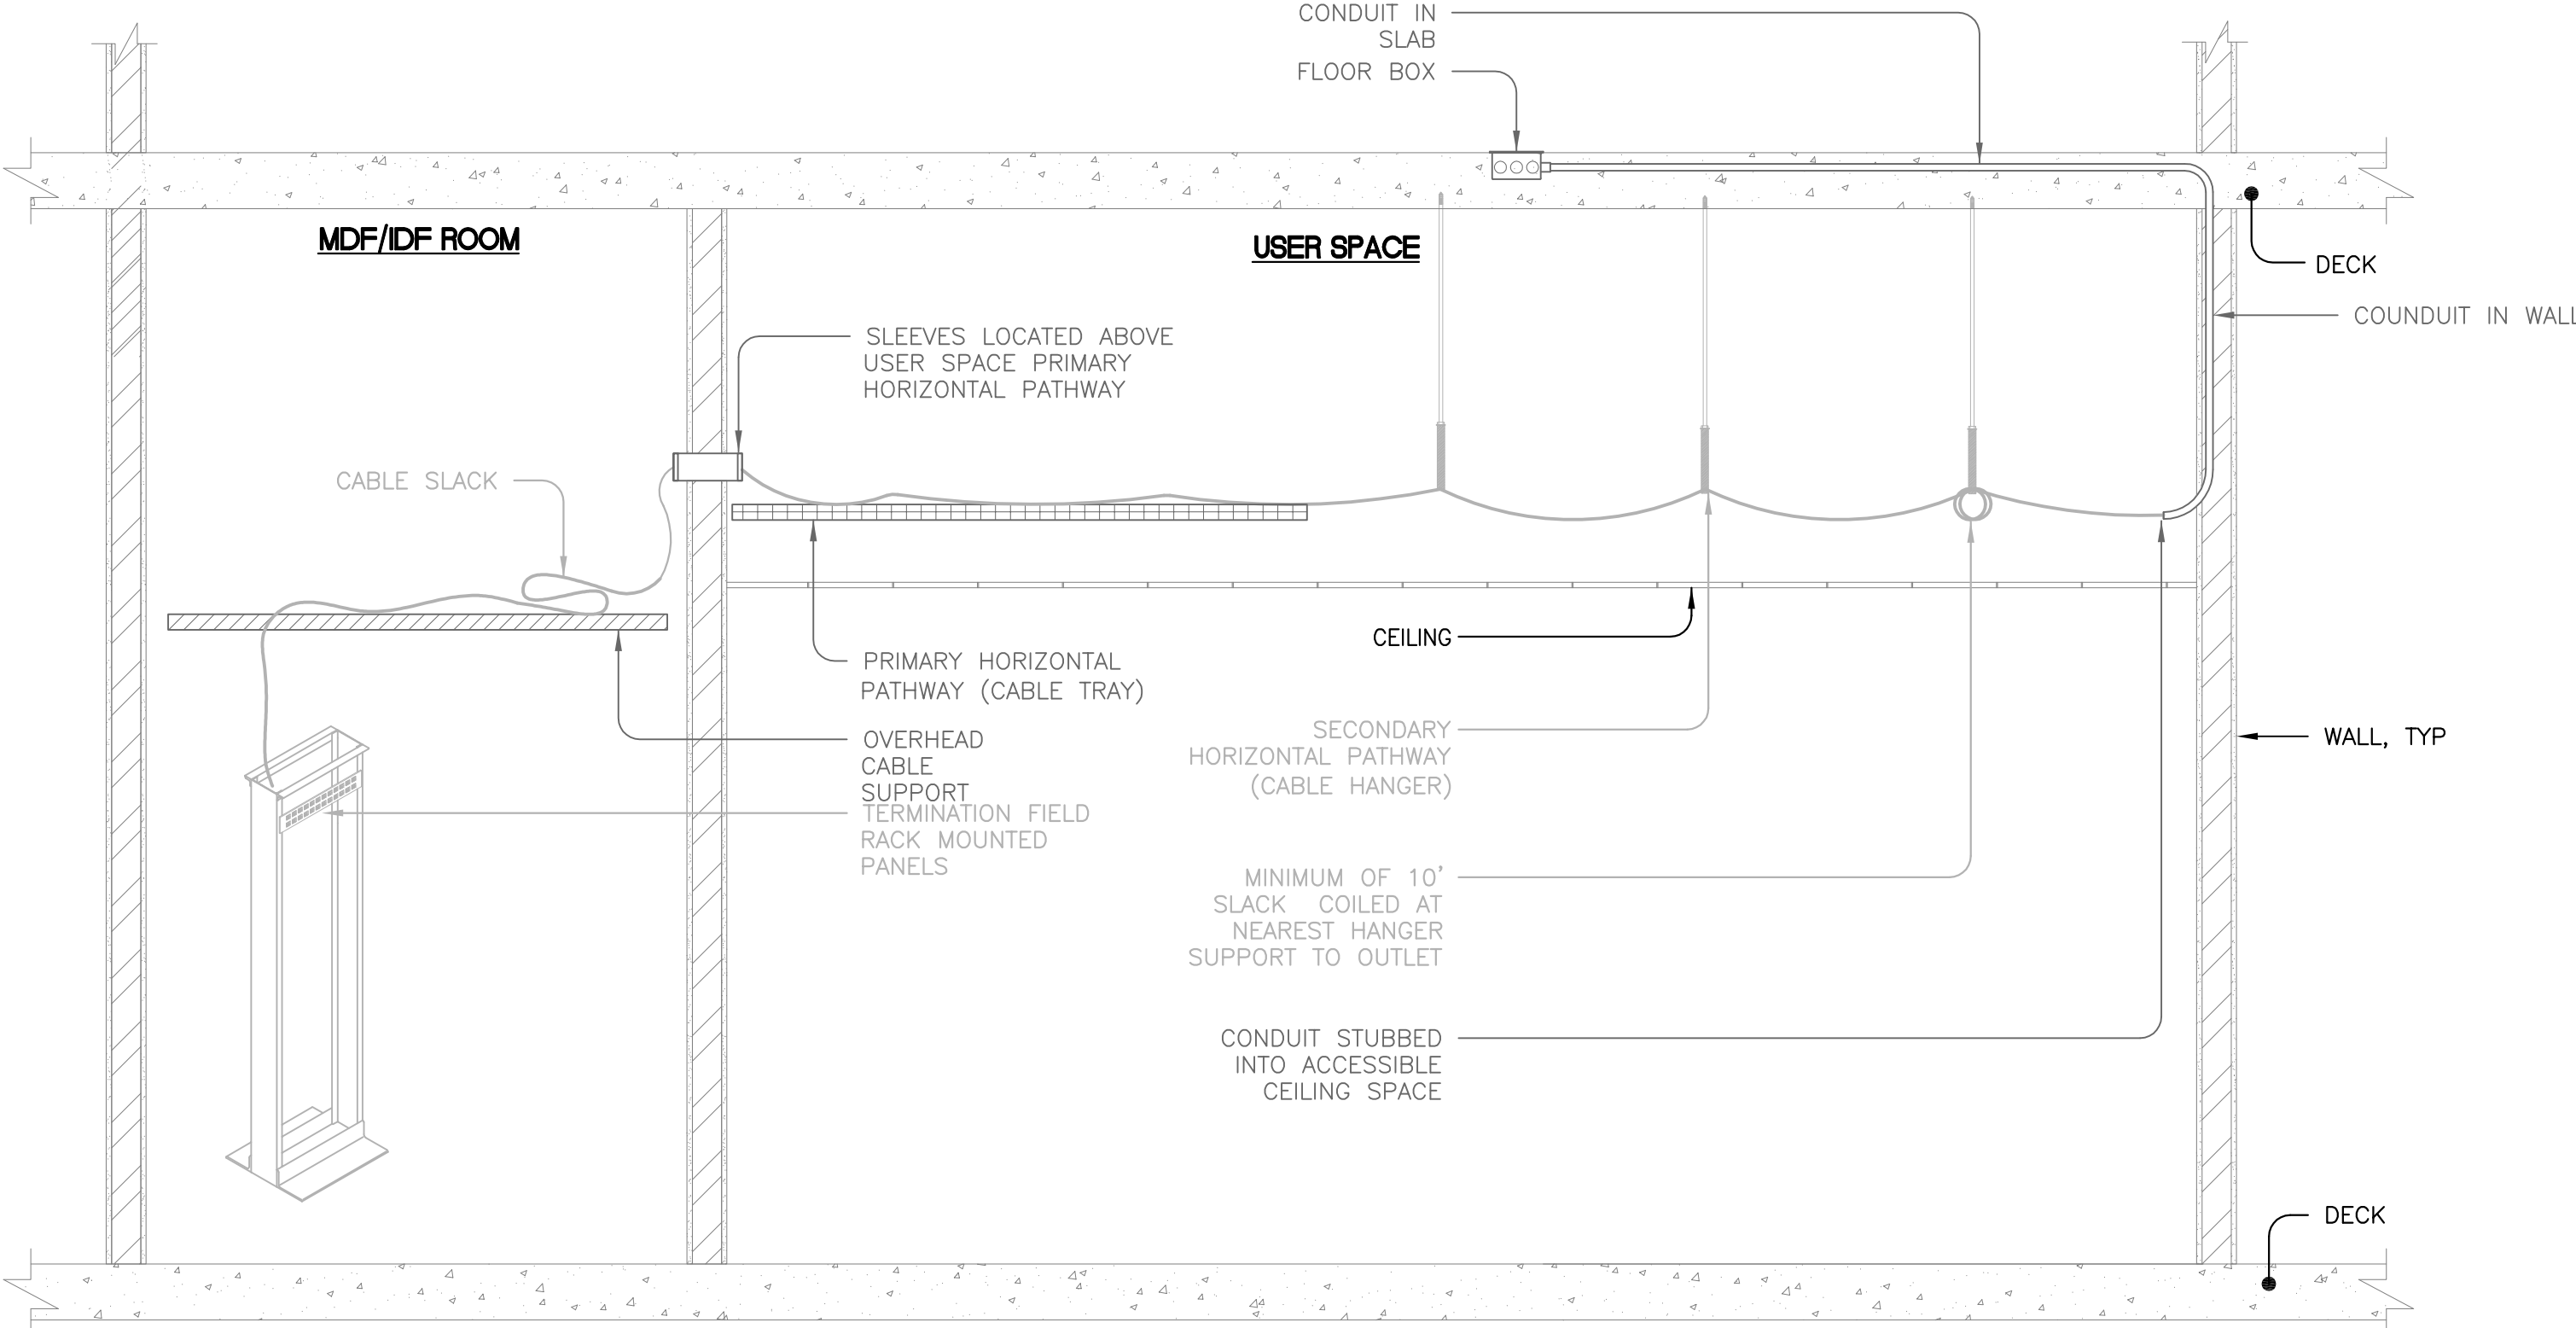 CONDUIT IN
SLAB
FLOOR BOX
MDF/IDF ROOM
USER SPACE
DECK
COUNDUIT IN WALL
SLEEVES LOCATED ABOVE
USER SPACE PRIMARY
HORIZONTAL PATHWAY
CABLE SLACK
CEILING
PRIMARY HORIZONTAL
PATHWAY (CABLE TRAY)
SECONDARY
HORIZONTAL PATHWAY
(CABLE HANGER)
WALL, TYP
OVERHEAD
CABLE
SUPPORT
TERMINATION FIELD
RACK MOUNTED
PANELS
MINIMUM OF 10'
SLACK COILED AT
NEAREST HANGER
SUPPORT TO OUTLET
CONDUIT STUBBED
INTO ACCESSIBLE
CEILING SPACE
DECK